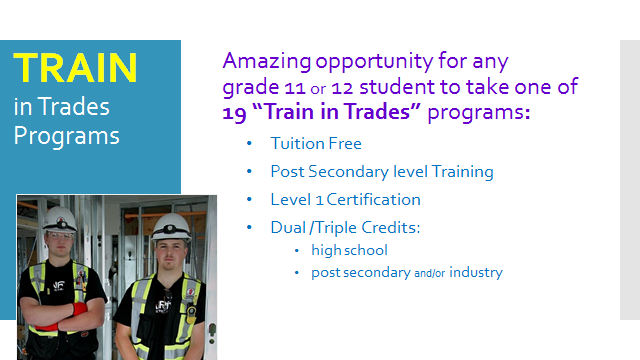 TRAIN
in Trades
Programs
Amazing opportunity for any
grade 11 or 12 student to take one of
19 “Train in Trades” programs:
• Tuition Free
• Post Secondary level Training
• Level 1 Certification
• Dual /Triple Credits:
• high school
• post secondary and/or industry